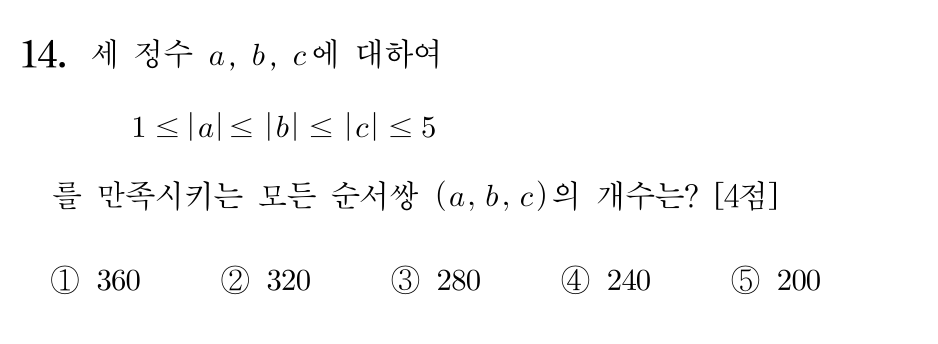 14. 세 정수 a, b, c에 대하여
1 ≤ |a| ≤ |b| ≤ |c| ≤ 5
를 만족시키는 모든 순서쌍 (a, b, c)의 개수는? [4점]
① 360 ② 320 ③ 280 ④ 240 ⑤ 200